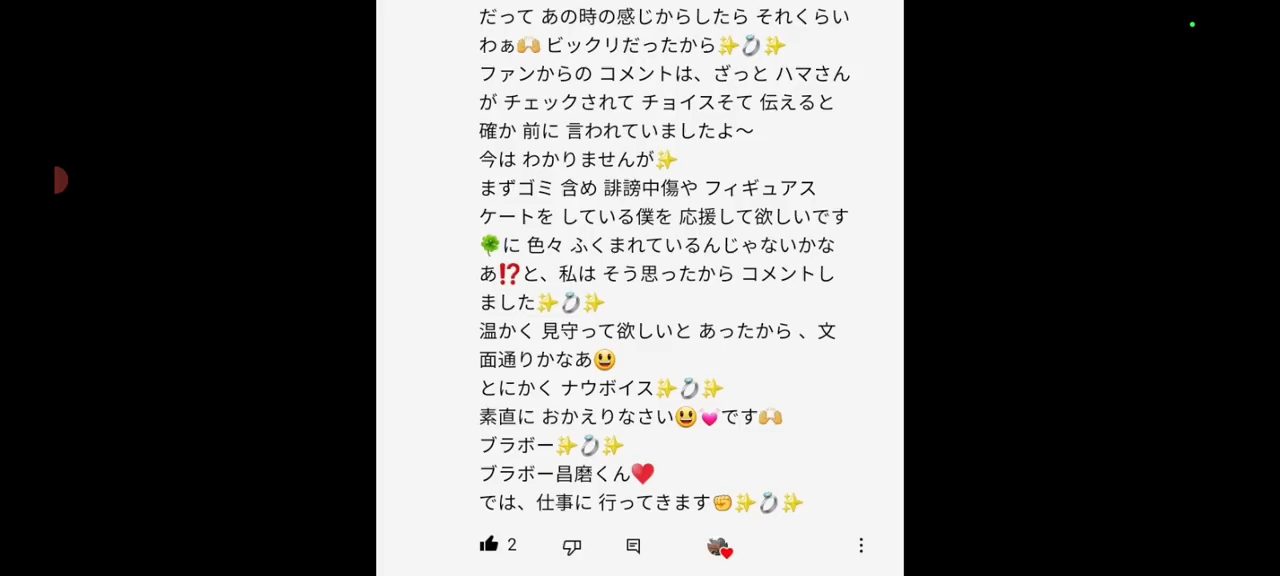 だって あの時の感じからしたら それくらい
わぁ🙌 ビックリだったから✨💍✨
ファンからの コメントは、ざっと ハマさん
が チェックされて チョイスそて 伝えると
確か 前に 言われていましたよ〜
今は わかりませんが✨
まずゴミ 含め 誹謗中傷や フィギュアス
ケートを している僕を 応援して欲しいです
🍀に 色々 ふくまれているんじゃないかな
あ⁉️と、私は そう思ったから コメントし
ました✨💍✨
温かく 見守って欲しいと あったから 、文
面通りかなあ😃
とにかく ナウボイス✨💍✨
素直に おかえりなさい😃💓です🙌
ブラボー✨💍✨
ブラボー昌磨くん❤️
では、仕事に 行ってきます✊✨💍✨
2